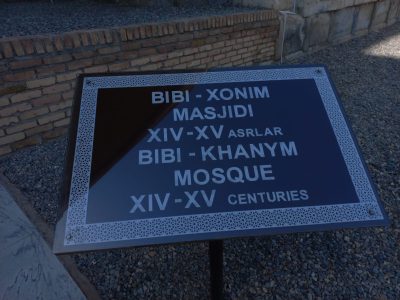 BIBI - XONIM
MASJIDI
XIV-XV ASRLAR
BIBI - KHANYM
MOSQUE
XIV-XV CENTURIES